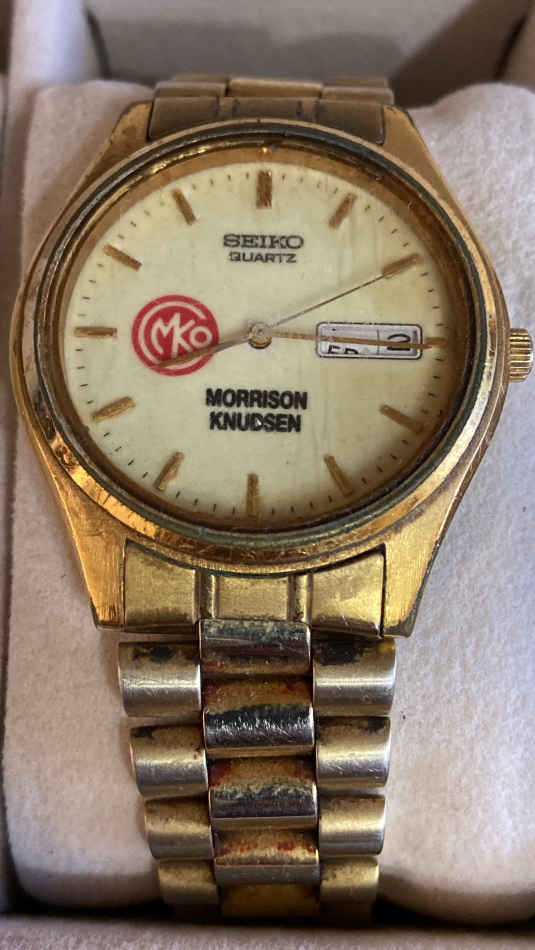 SEIKO
QUARTZ
MKO
2
MORRISON
KNUDSEN